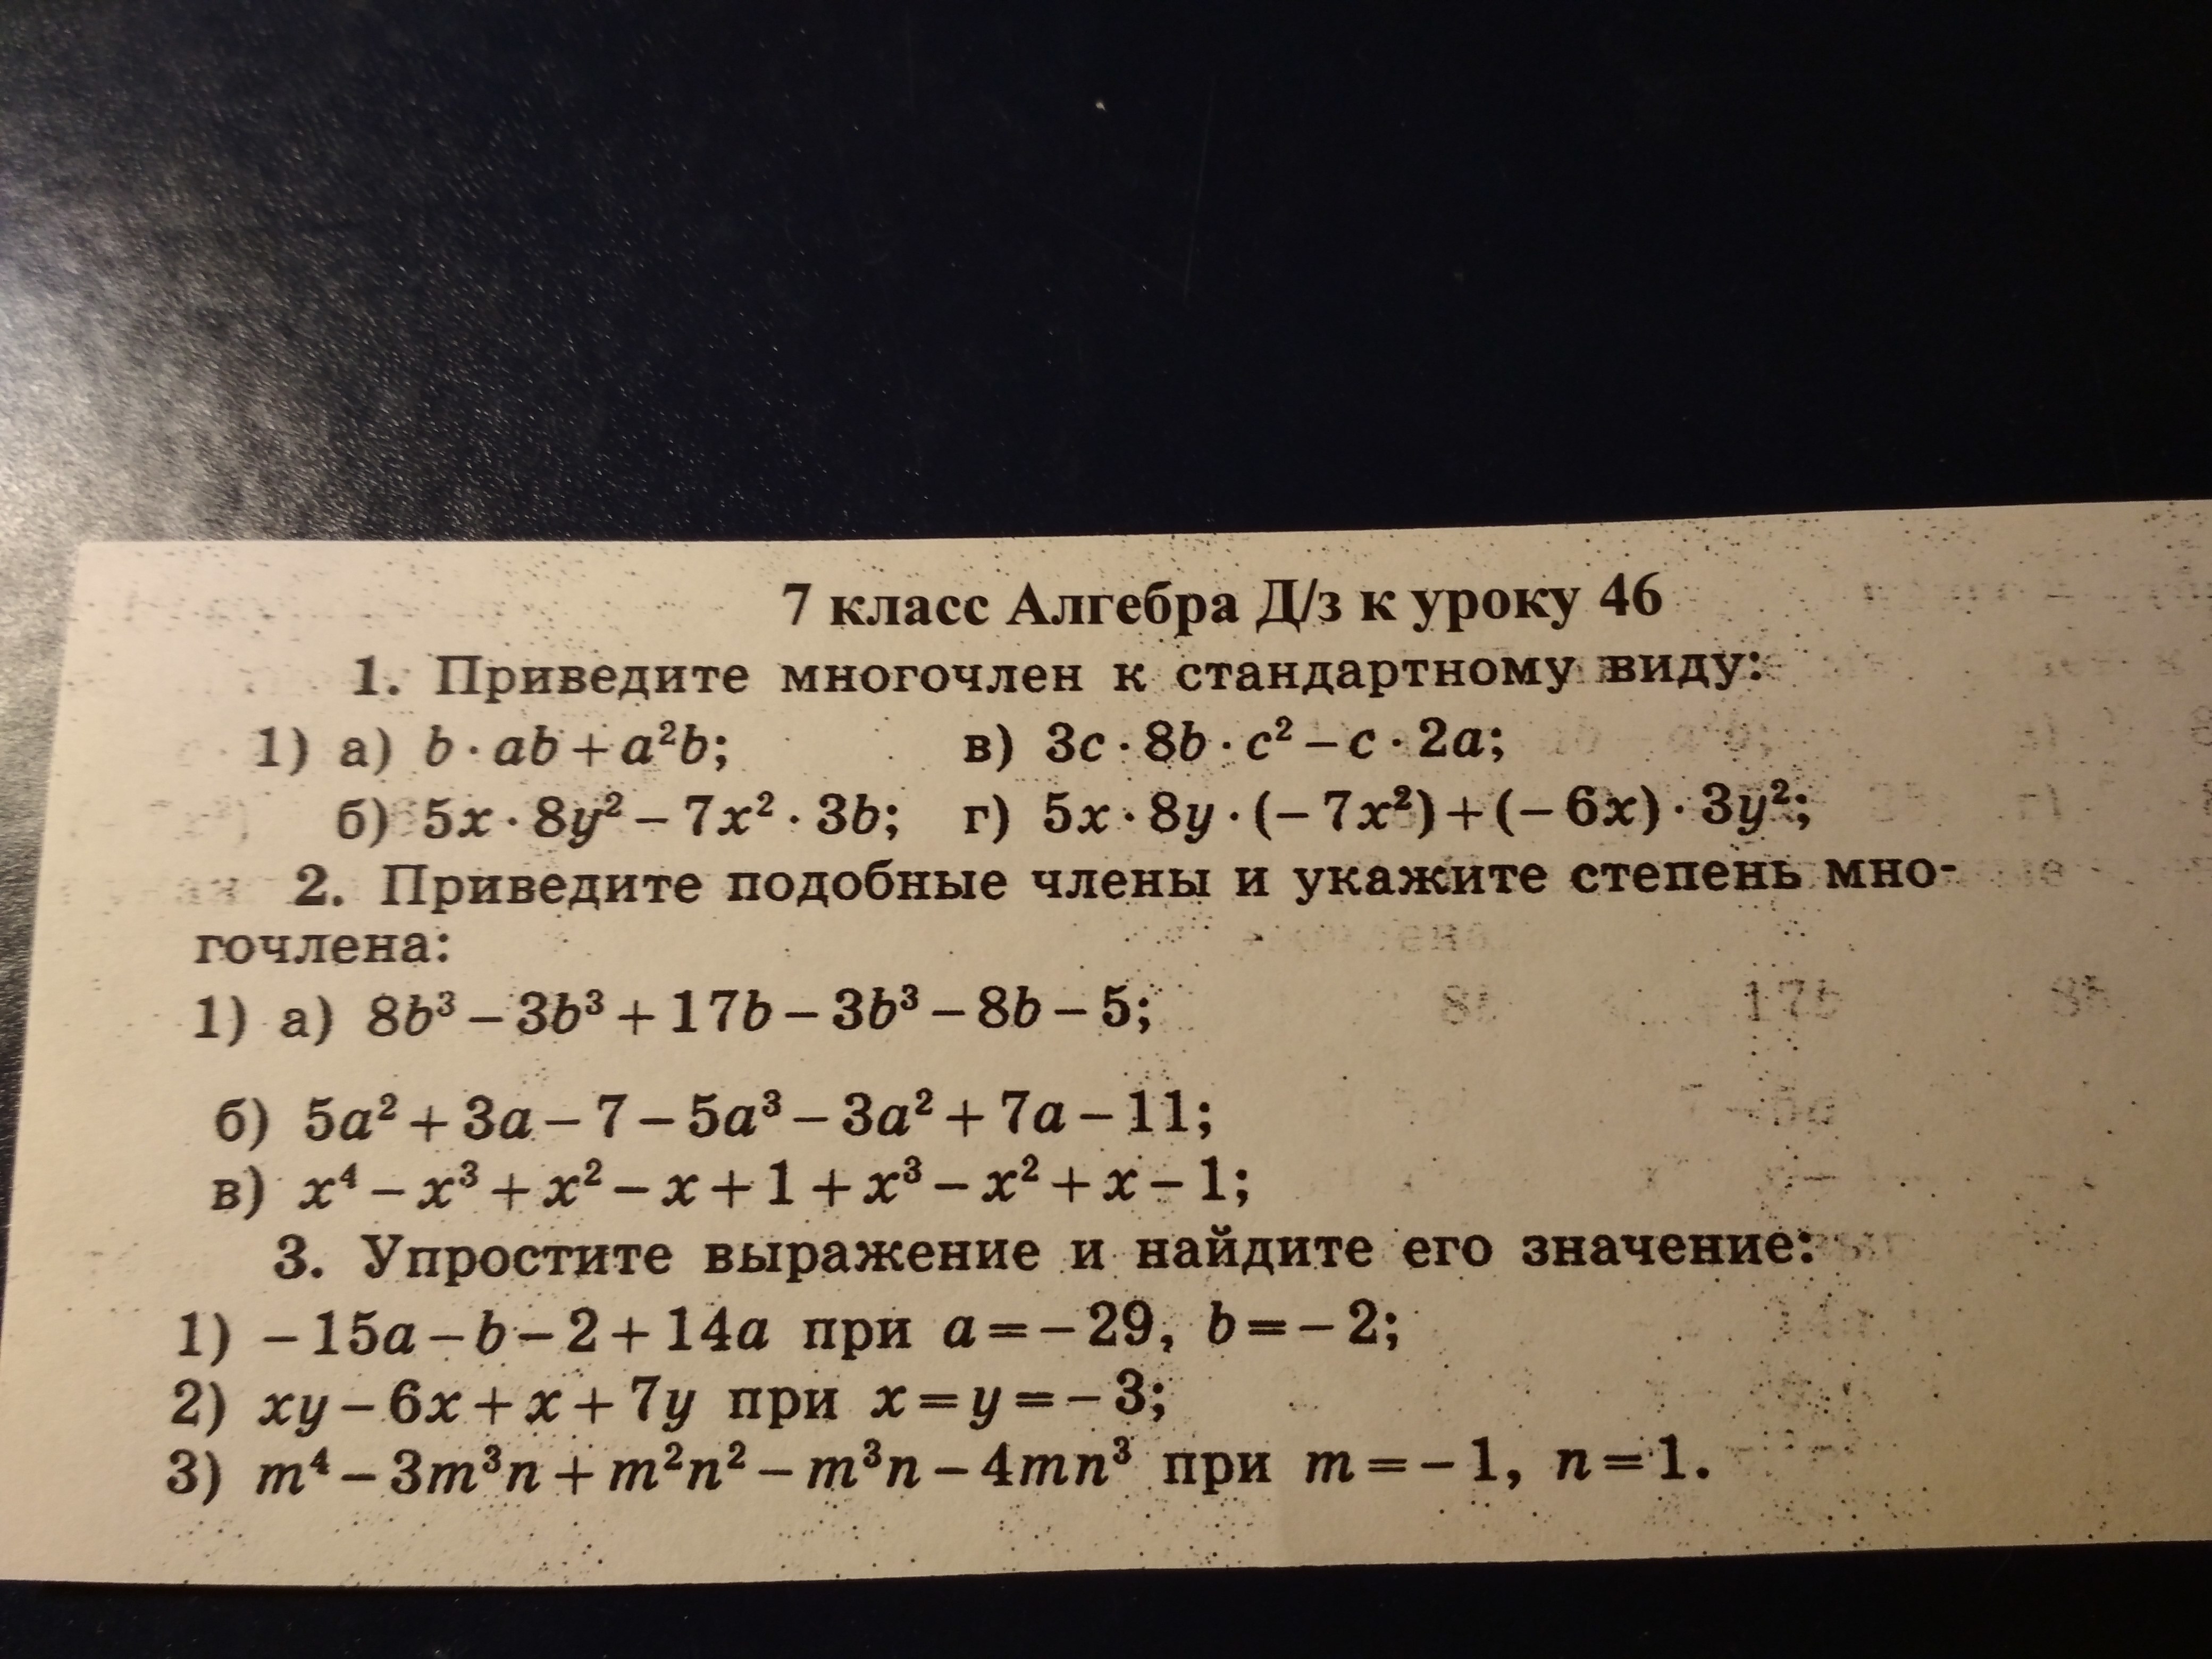 7 класс Алгебра Д/з к уроку 46
1. Приведите многочлен к стандартному виду:
1) а) b · ab + a²b; в) 3c · 8b · c² – c · 2a;
б) 5x · 8y² – 7x² · 3b; г) 5x · 8y · (– 7x²) + (– 6x) · 3y²;
2. Приведите подобные члены и укажите степень мно-
гочлена:
1) а) 8b³ – 3b³ + 17b – 3b³ – 8b – 5;
б) 5a² + 3a – 7 – 5a³ – 3a² + 7a – 11;
в) x⁴ – x³ + x² – x + 1 + x³ – x² + x – 1;
3. Упростите выражение и найдите его значение:
1) – 15a – b – 2 + 14a при a = – 29, b = – 2;
2) xy – 6x + x + 7y при x = y = – 3;
3) m⁴ – 3m³n + m²n² – m³n – 4mn³ при m = – 1, n = 1.